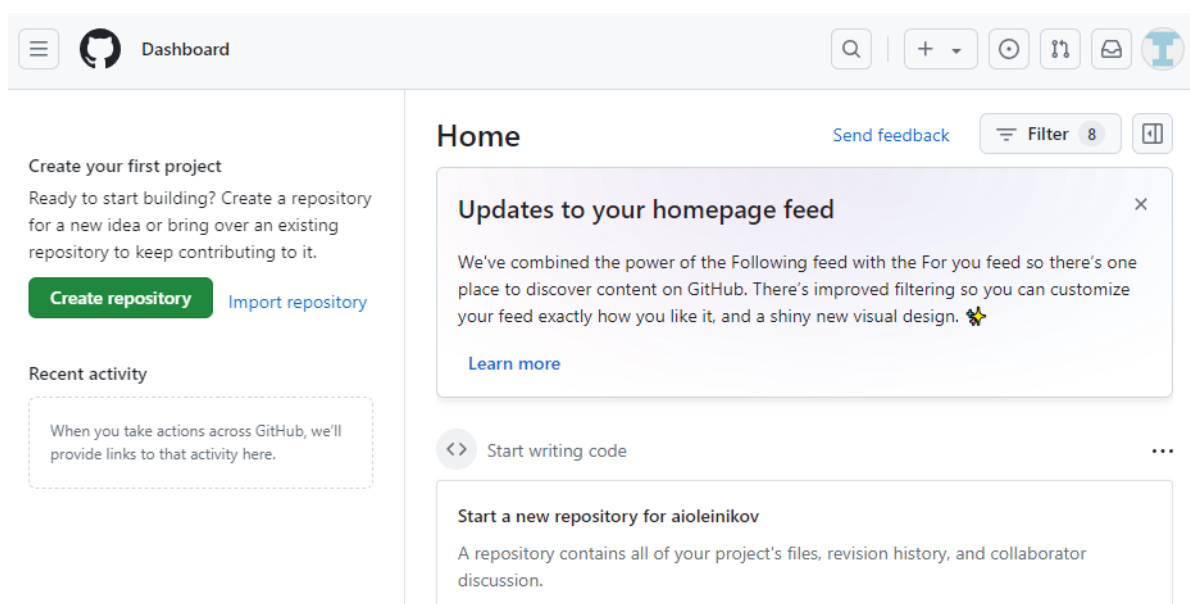 Dashboard
Create your first project
Ready to start building? Create a repository
for a new idea or bring over an existing
repository to keep contributing to it.
Create repository
Import repository
Recent activity
When you take actions across GitHub, we'll
provide links to that activity here.
Home
Send feedback
Filter 8
Updates to your homepage feed
We've combined the power of the Following feed with the For you feed so there's one
place to discover content on GitHub. There's improved filtering so you can customize
your feed exactly how you like it, and a shiny new visual design. ✨
Learn more
Start writing code
Start a new repository for aioleinikov
A repository contains all of your project's files, revision history, and collaborator
discussion.